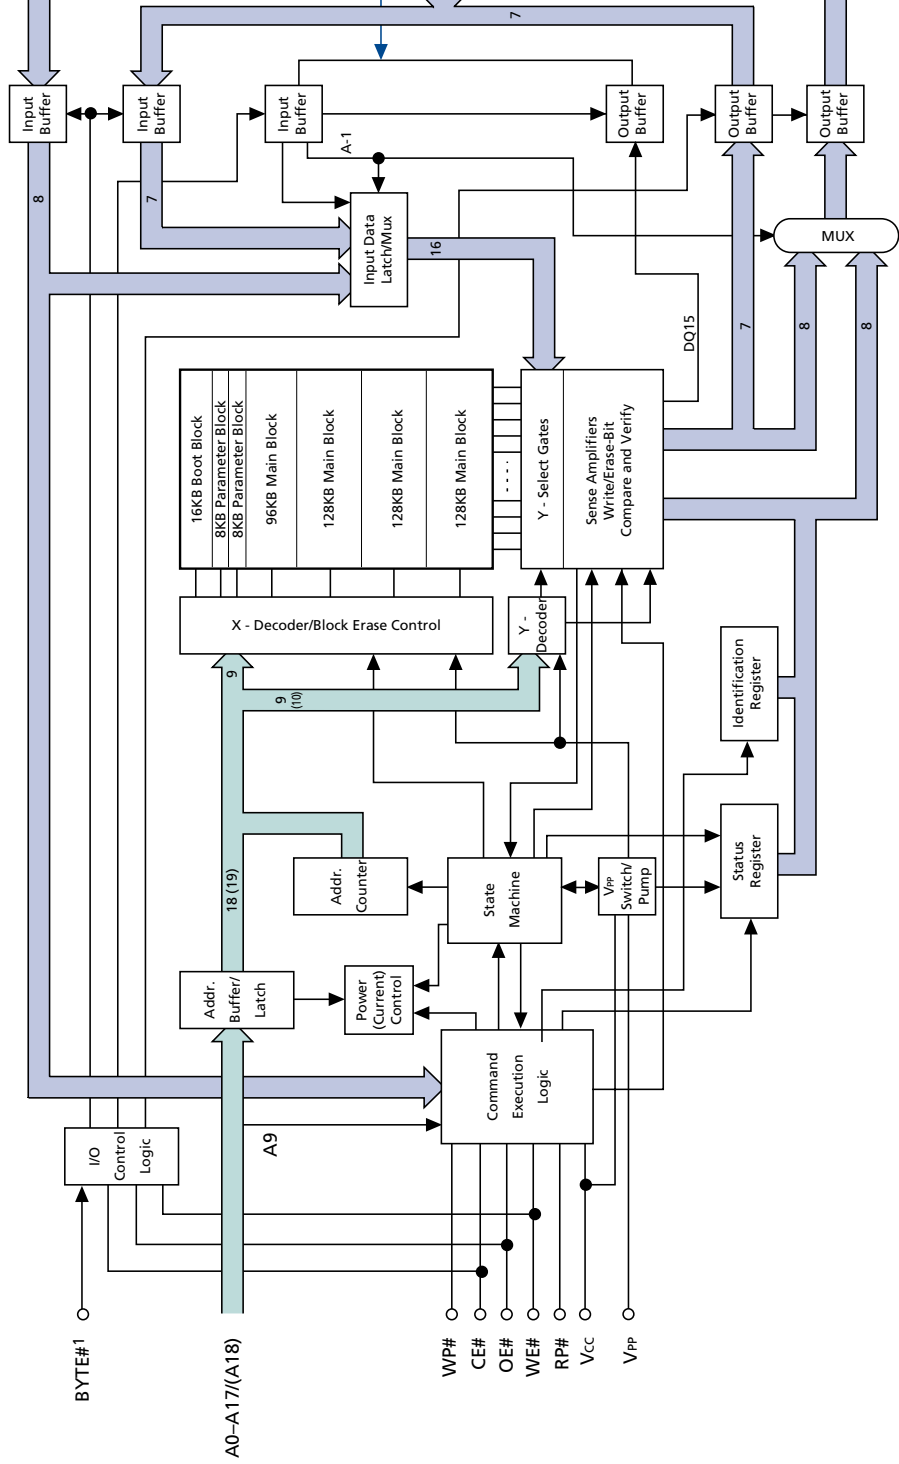 7
Input
Buffer
Input
Buffer
Input
Buffer
Output
Buffer
Output
Buffer
Output
Buffer
A-1
8
7
Input Data
Latch/Mux
16
MUX
DQ15
7
8
8
16KB Boot Block
8KB Parameter Block
8KB Parameter Block
96KB Main Block
128KB Main Block
128KB Main Block
128KB Main Block
Y - Select Gates
Sense Amplifiers
Write/Erase-Bit
Compare and Verify
X - Decoder/Block Erase Control
Y -
Decoder
9
9
(10)
Identification
Register
18 (19)
Addr.
Counter
State
Machine
VPP
Switch/
Pump
Status
Register
Addr.
Buffer/
Latch
Power
(Current)
Control
Command
Execution
Logic
I/O
Control
Logic
A9
BYTE#1
A0–A17/(A18)
WP#
CE#
OE#
WE#
RP#
VCC
VPP